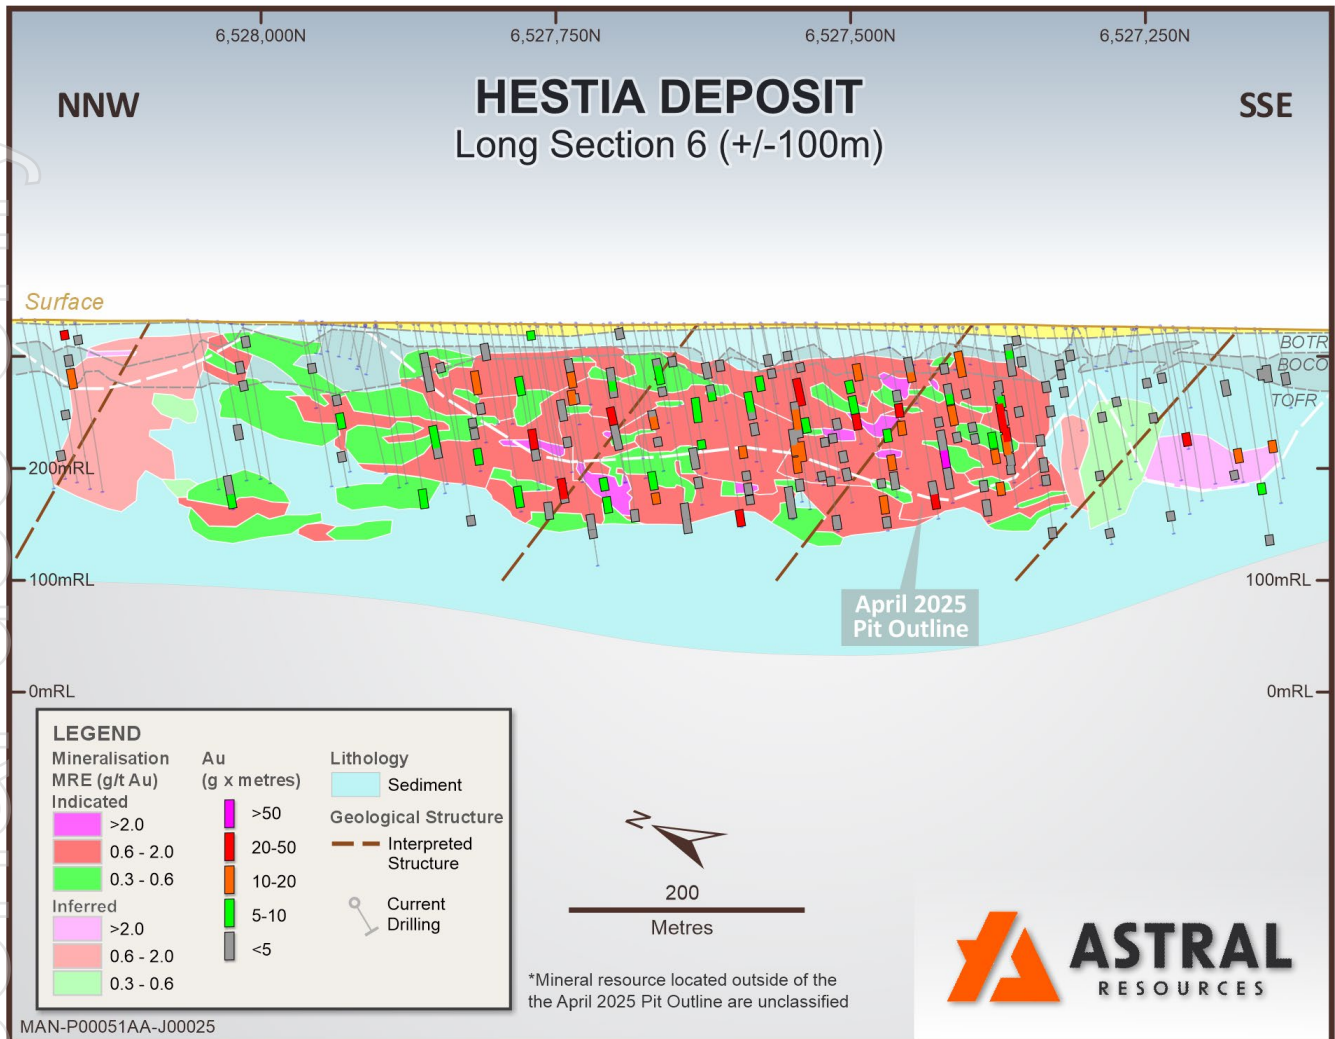 6,528,000N 6,527,750N 6,527,500N 6,527,250N
NNW
HESTIA DEPOSIT
SSE
Long Section 6 (+/-100m)
Surface
BOTR
BOCO
TOFR
200mRL
100mRL
100mRL
April 2025
Pit Outline
0mRL
0mRL
LEGEND
Mineralisation
MRE (g/t Au)
Indicated
>2.0
0.6 - 2.0
0.3 - 0.6
Inferred
>2.0
0.6 - 2.0
0.3 - 0.6
Au
(g x metres)
>50
20-50
10-20
5-10
<5
Lithology
Sediment
Geological Structure
Interpreted
Structure
Current
Drilling
N
200
Metres
*Mineral resource located outside of the
the April 2025 Pit Outline are unclassified
ASTRAL
RESOURCES
MAN-P00051AA-J00025